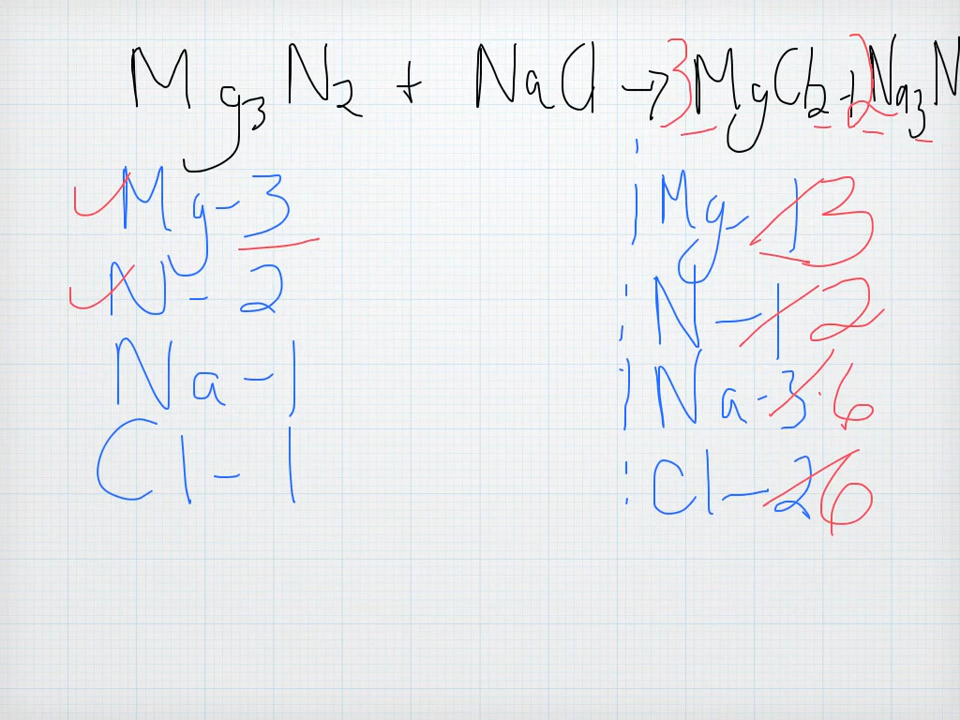 Mg3N2 + NaCl → 3MgCl2 + 2Na3N
Mg - 3
N - 2
Na - 1
Cl - 1
Mg - 1 3
N - 1 2
Na - 3 · 6
Cl - 2 6